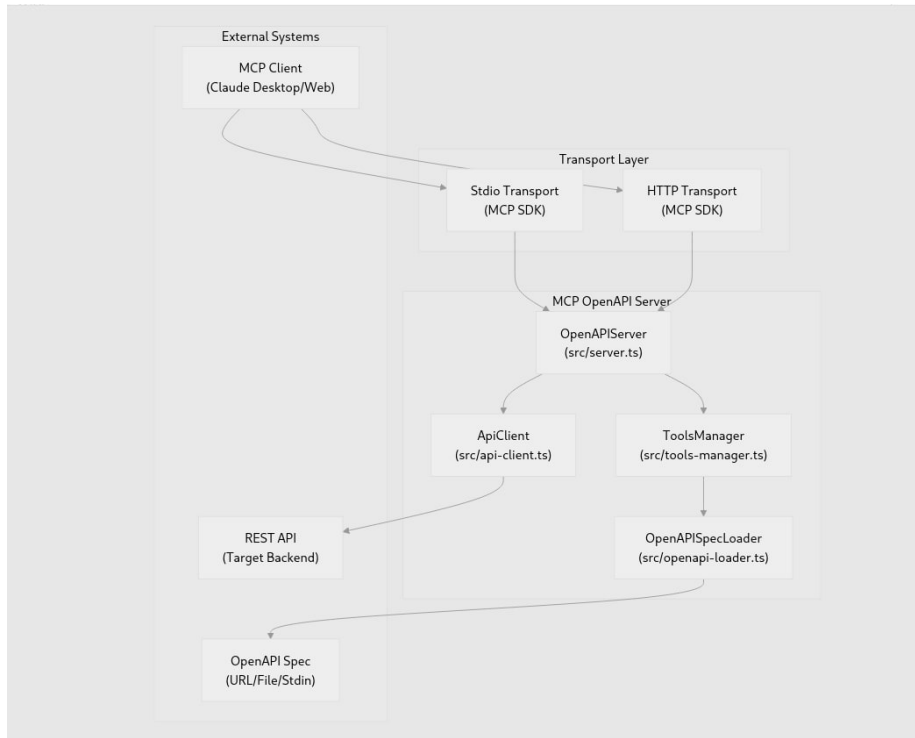 External Systems
MCP Client
(Claude Desktop/Web)
Transport Layer
Stdio Transport
(MCP SDK)
HTTP Transport
(MCP SDK)
MCP OpenAPI Server
OpenAPIServer
(src/server.ts)
ApiClient
(src/api-client.ts)
ToolsManager
(src/tools-manager.ts)
REST API
(Target Backend)
OpenAPISpecLoader
(src/openapi-loader.ts)
OpenAPI Spec
(URL/File/Stdin)